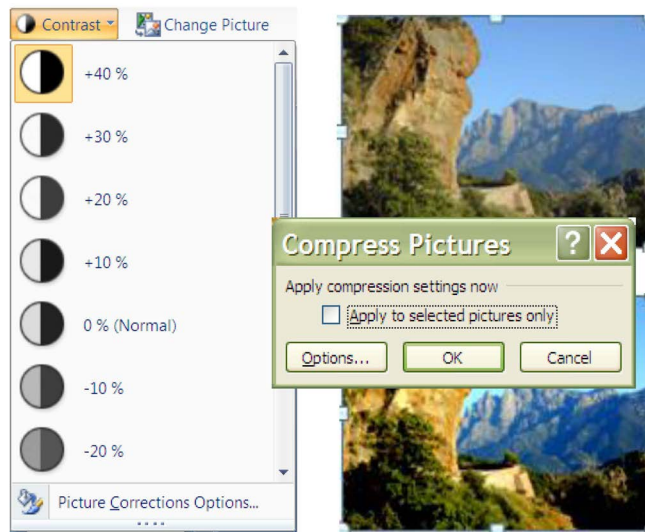 Contrast Change Picture
+40 %
+30 %
+20 %
+10 %
0 % (Normal)
-10 %
-20 %
Picture Corrections Options...
Compress Pictures
Apply compression settings now
Apply to selected pictures only
Options... OK Cancel